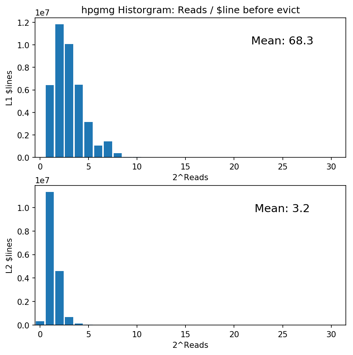 hpgmg Historgram: Reads / $line before evict
1e7
Mean: 68.3
L1 $lines
1.2
1.0
0.8
0.6
0.4
0.2
0.0
0 5 10 15 20 25 30
2^Reads
1e7
Mean: 3.2
L2 $lines
1.2
1.0
0.8
0.6
0.4
0.2
0.0
0 5 10 15 20 25 30
2^Reads